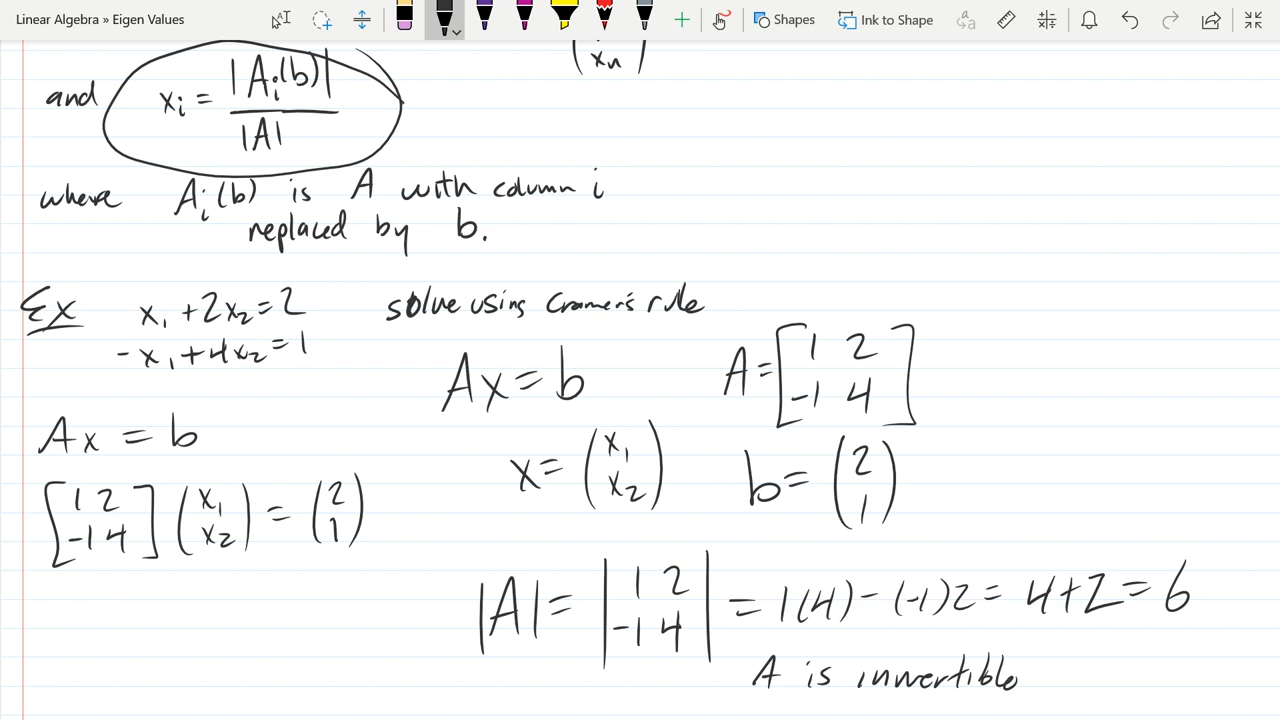 Linear Algebra » Eigen Values
Shapes
Ink to Shape
xn
and xi = |Ai(b)| / |A|
where Ai(b) is A with column i
replaced by b.
Ex x1 + 2x2 = 2 solve using Cramer's rule
-x1 + 4x2 = 1
Ax = b A = [1 2
-1 4]
Ax = b
x = (x1
x2) b = (2
1)
[1 2
-1 4] (x1
x2) = (2
1)
|A| = |1 2
-1 4| = 1(4) - (-1)2 = 4+2 = 6
A is invertible